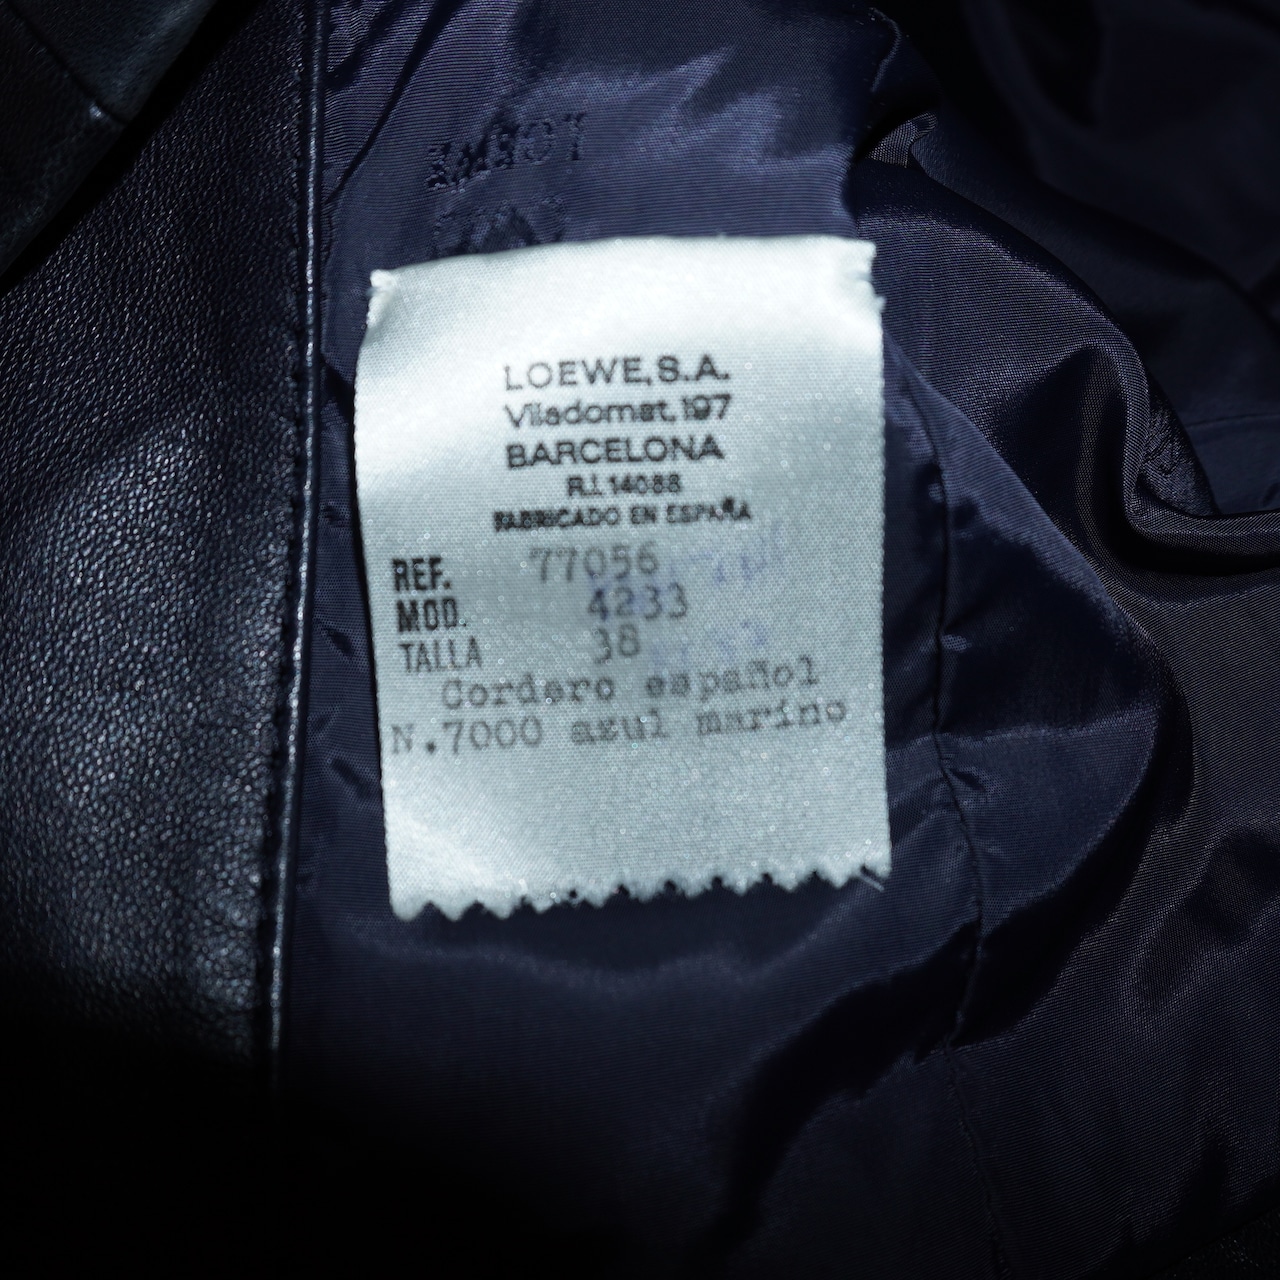 LOEWE
LOEWE, S.A.
Viladomat, 197
BARCELONA
R.I. 14088
FABRICADO EN ESPAÑA
REF. 77056
MOD. 4233
TALLA 38
Cordero español
N.7000 azul marino